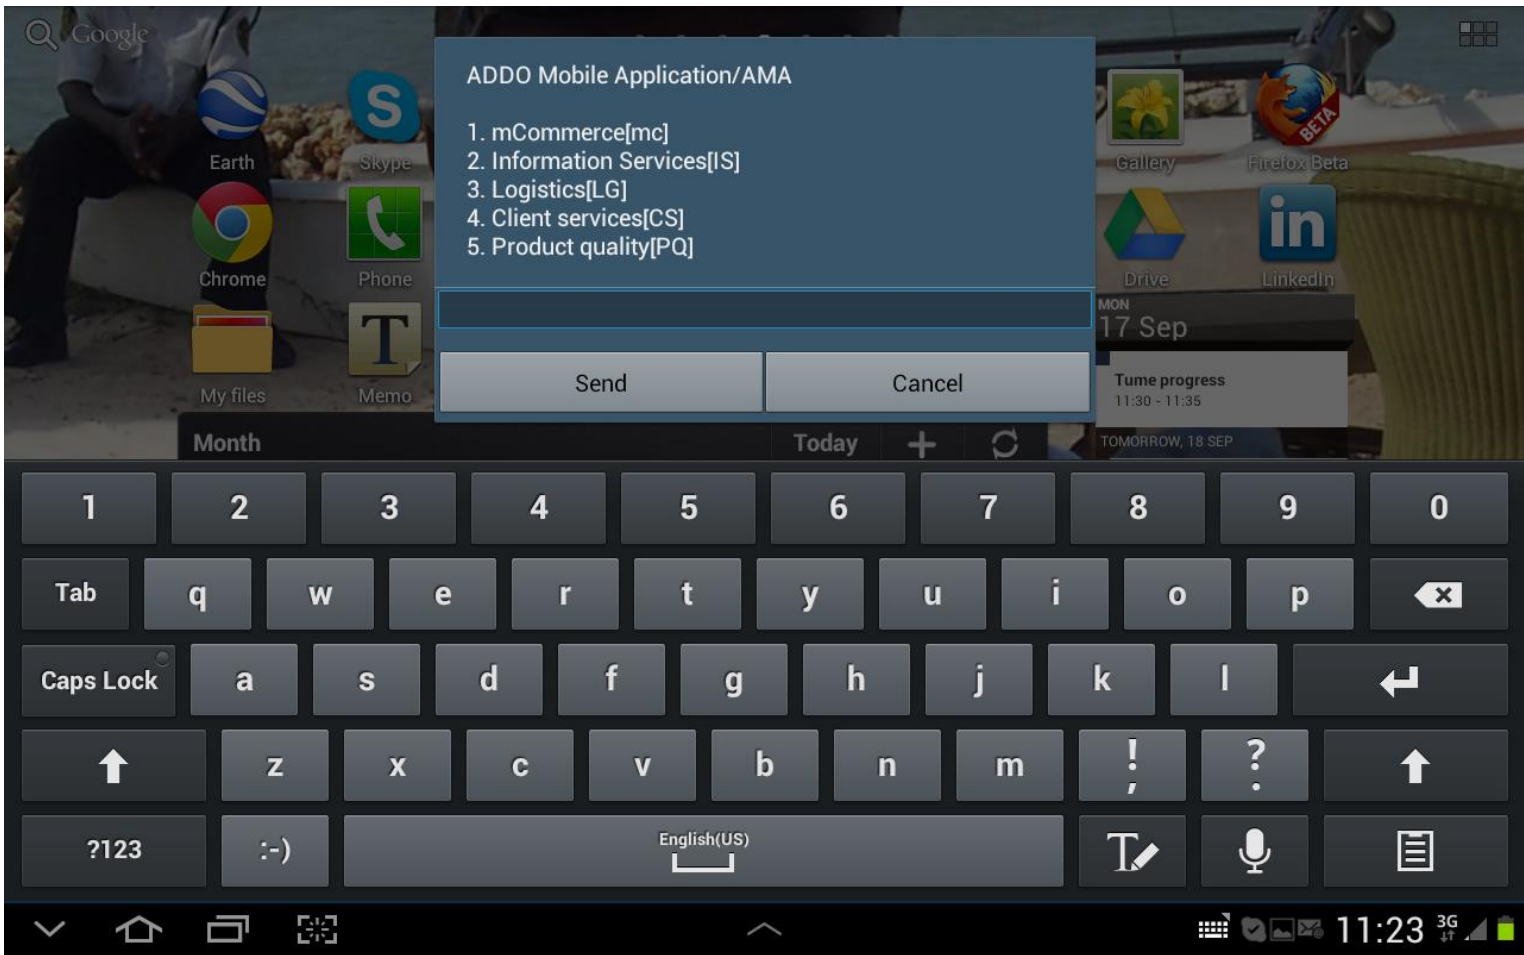 Google
ADDO Mobile Application/AMA
1. mCommerce[mc]
2. Information Services[IS]
3. Logistics[LG]
4. Client services[CS]
5. Product quality[PQ]
Send
Cancel
Earth
Skype
Chrome
Phone
My files
Memo
Gallery
Firefox Beta
BETA
Drive
in
LinkedIn
MON
17 Sep
Tume progress
11:30 - 11:35
TOMORROW, 18 SEP
Month
Today
1 2 3 4 5 6 7 8 9 0
Tab q w e r t y u i o p
Caps Lock a s d f g h j k l
z x c v b n m ! , ? .
?123 :-) English(US) T
11:23 3G